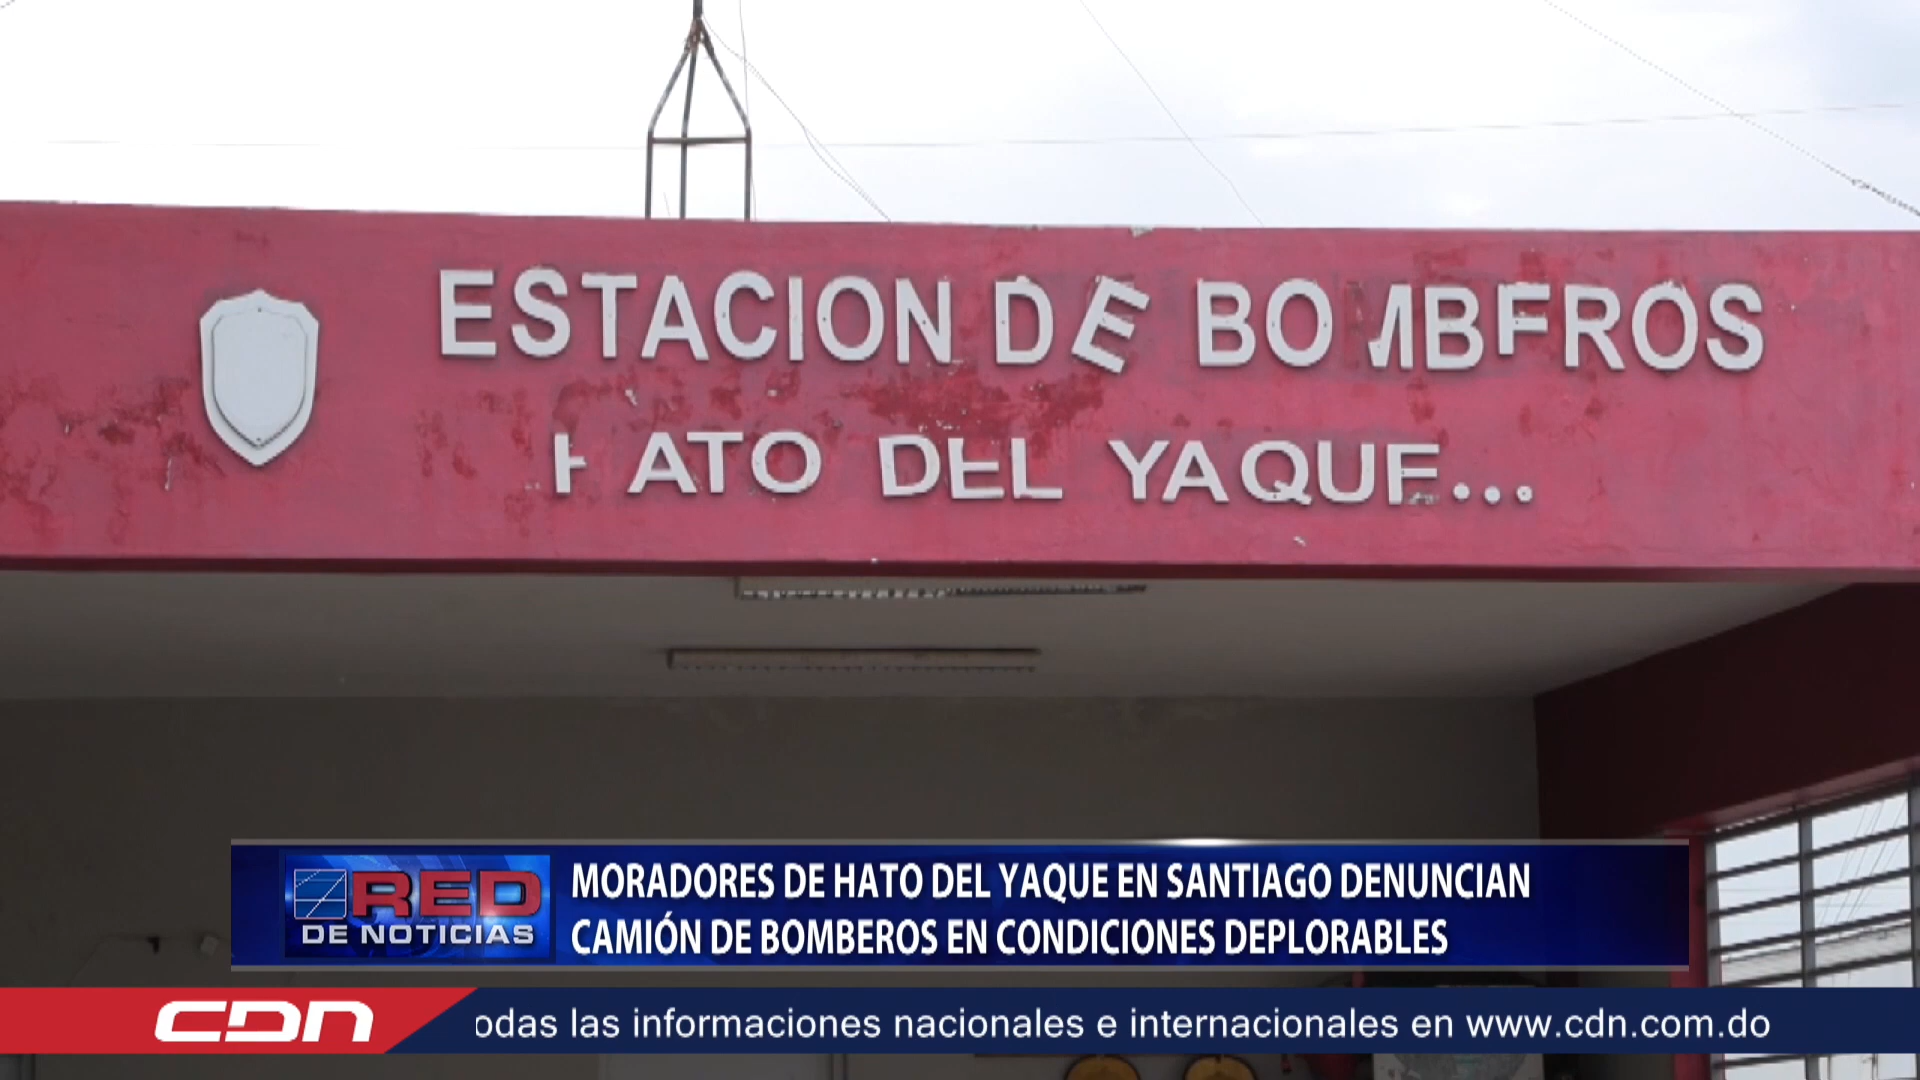 ESTACION DE BOMBEROS
HATO DEL YAQUE...
RED
DE NOTICIAS
MORADORES DE HATO DEL YAQUE EN SANTIAGO DENUNCIAN
CAMIÓN DE BOMBEROS EN CONDICIONES DEPLORABLES
CDN
odas las informaciones nacionales e internacionales en www.cdn.com.do